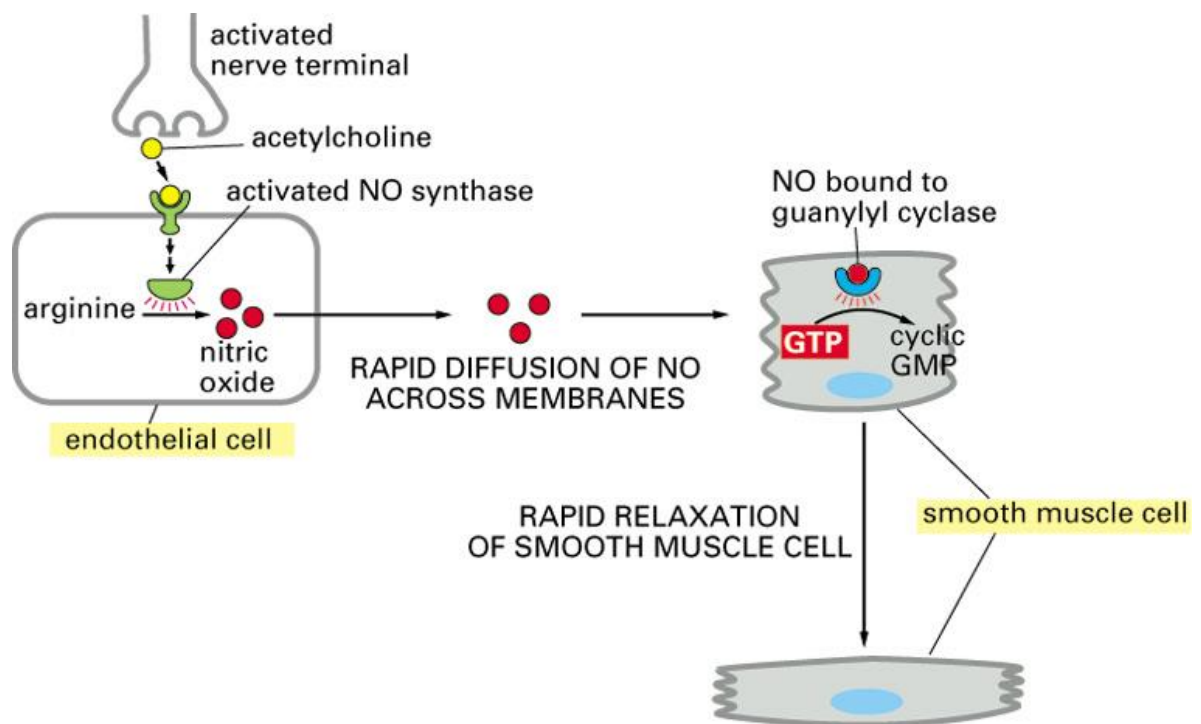 activated
nerve terminal
acetylcholine
activated NO synthase
arginine
nitric
oxide
endothelial cell
RAPID DIFFUSION OF NO
ACROSS MEMBRANES
NO bound to
guanylyl cyclase
GTP
cyclic
GMP
RAPID RELAXATION
OF SMOOTH MUSCLE CELL
smooth muscle cell